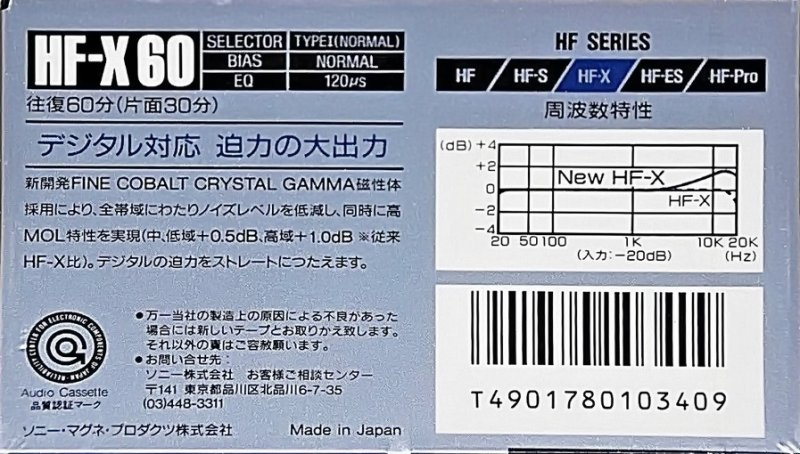 HF-X 60
SELECTOR TYPEI(NORMAL)
BIAS NORMAL
EQ 120μs
往復60分(片面30分)
デジタル対応 迫力の大出力
新開発FINE COBALT CRYSTAL GAMMA磁性体
採用により、全帯域にわたりノイズレベルを低減し、同時に高
MOL特性を実現(中、低域+0.5dB、高域+1.0dB ※従来
HF-X比)。デジタルの迫力をストレートにつたえます。
HF SERIES
HF / HF-S / HF-X / HF-ES / HF-Pro
周波数特性
(dB) +4
+2
0
−2
−4
New HF-X
HF-X
20 50 100 1K 10K 20K
(入力:−20dB) (Hz)
●万一当社の製造上の原因による不良があった
場合には新しいテープとお取りかえ致します。
それ以外の責はご容赦願います。
●お問い合せ先:
ソニー株式会社 お客様ご相談センター
〒141 東京都品川区北品川6-7-35
(03)448-3311
RELIABILITY CENTER FOR ELECTRONIC COMPONENTS OF JAPAN
Audio Cassette
品質認証マーク
ソニー・マグネ・プロダクツ株式会社 Made in Japan
T4901780103409